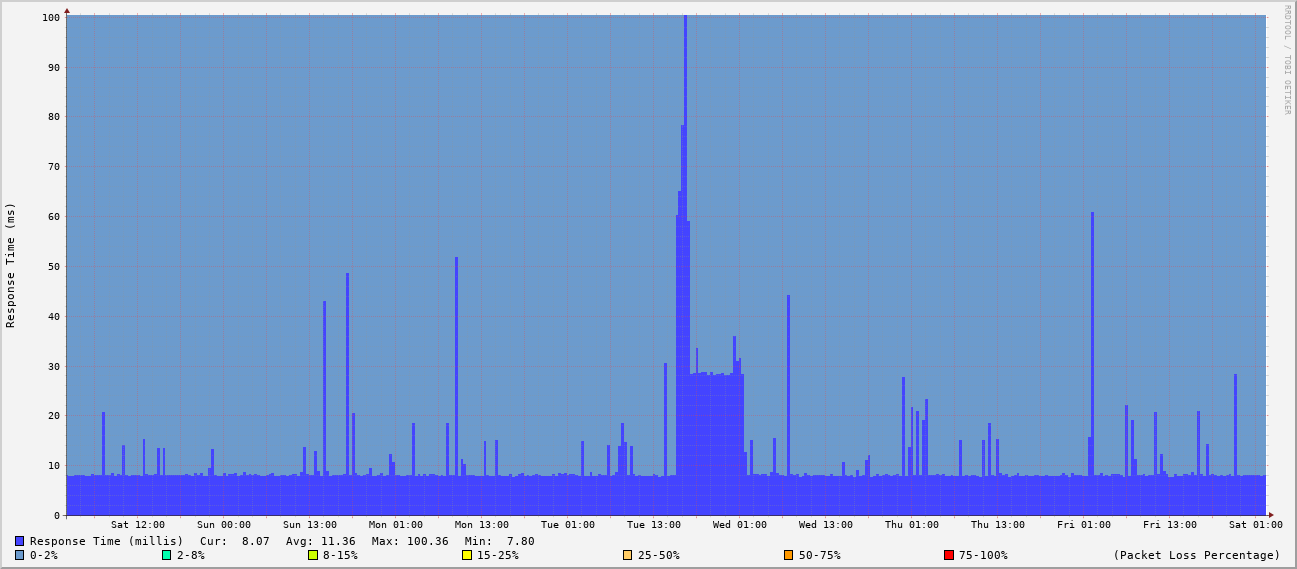 100
90
80
70
60
50
40
30
20
10
0
Response Time (ms)
RRDTOOL / TOBI OETIKER
Sat 12:00 Sun 00:00 Sun 13:00 Mon 01:00 Mon 13:00 Tue 01:00 Tue 13:00 Wed 01:00 Wed 13:00 Thu 01:00 Thu 13:00 Fri 01:00 Fri 13:00 Sat 01:00
Response Time (millis) Cur: 8.07 Avg: 11.36 Max: 100.36 Min: 7.80
0-2% 2-8% 8-15% 15-25% 25-50% 50-75% 75-100% (Packet Loss Percentage)